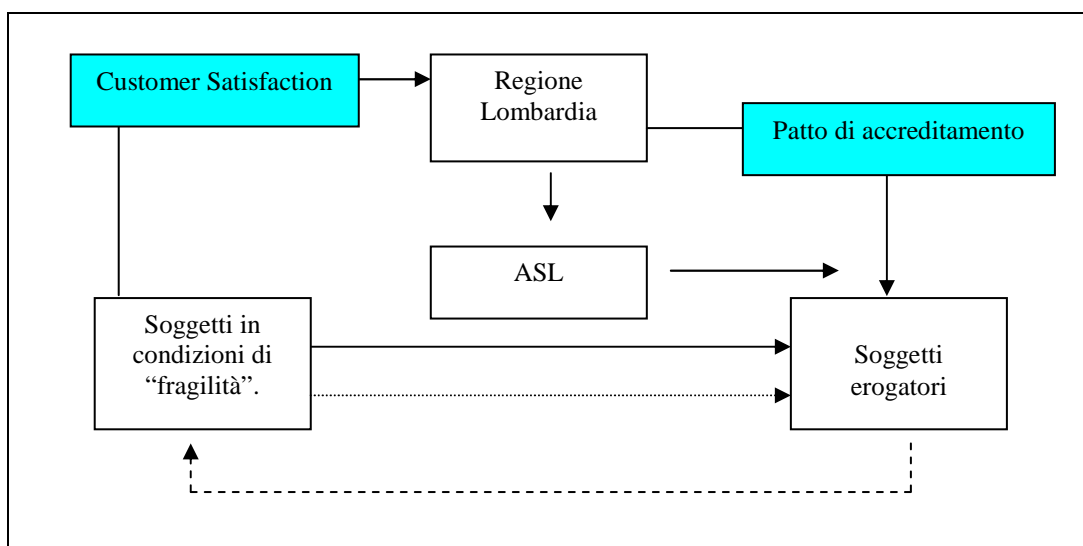 Customer Satisfaction
Regione
Lombardia
Patto di accreditamento
ASL
Soggetti in
condizioni di
“fragilità”.
Soggetti
erogatori